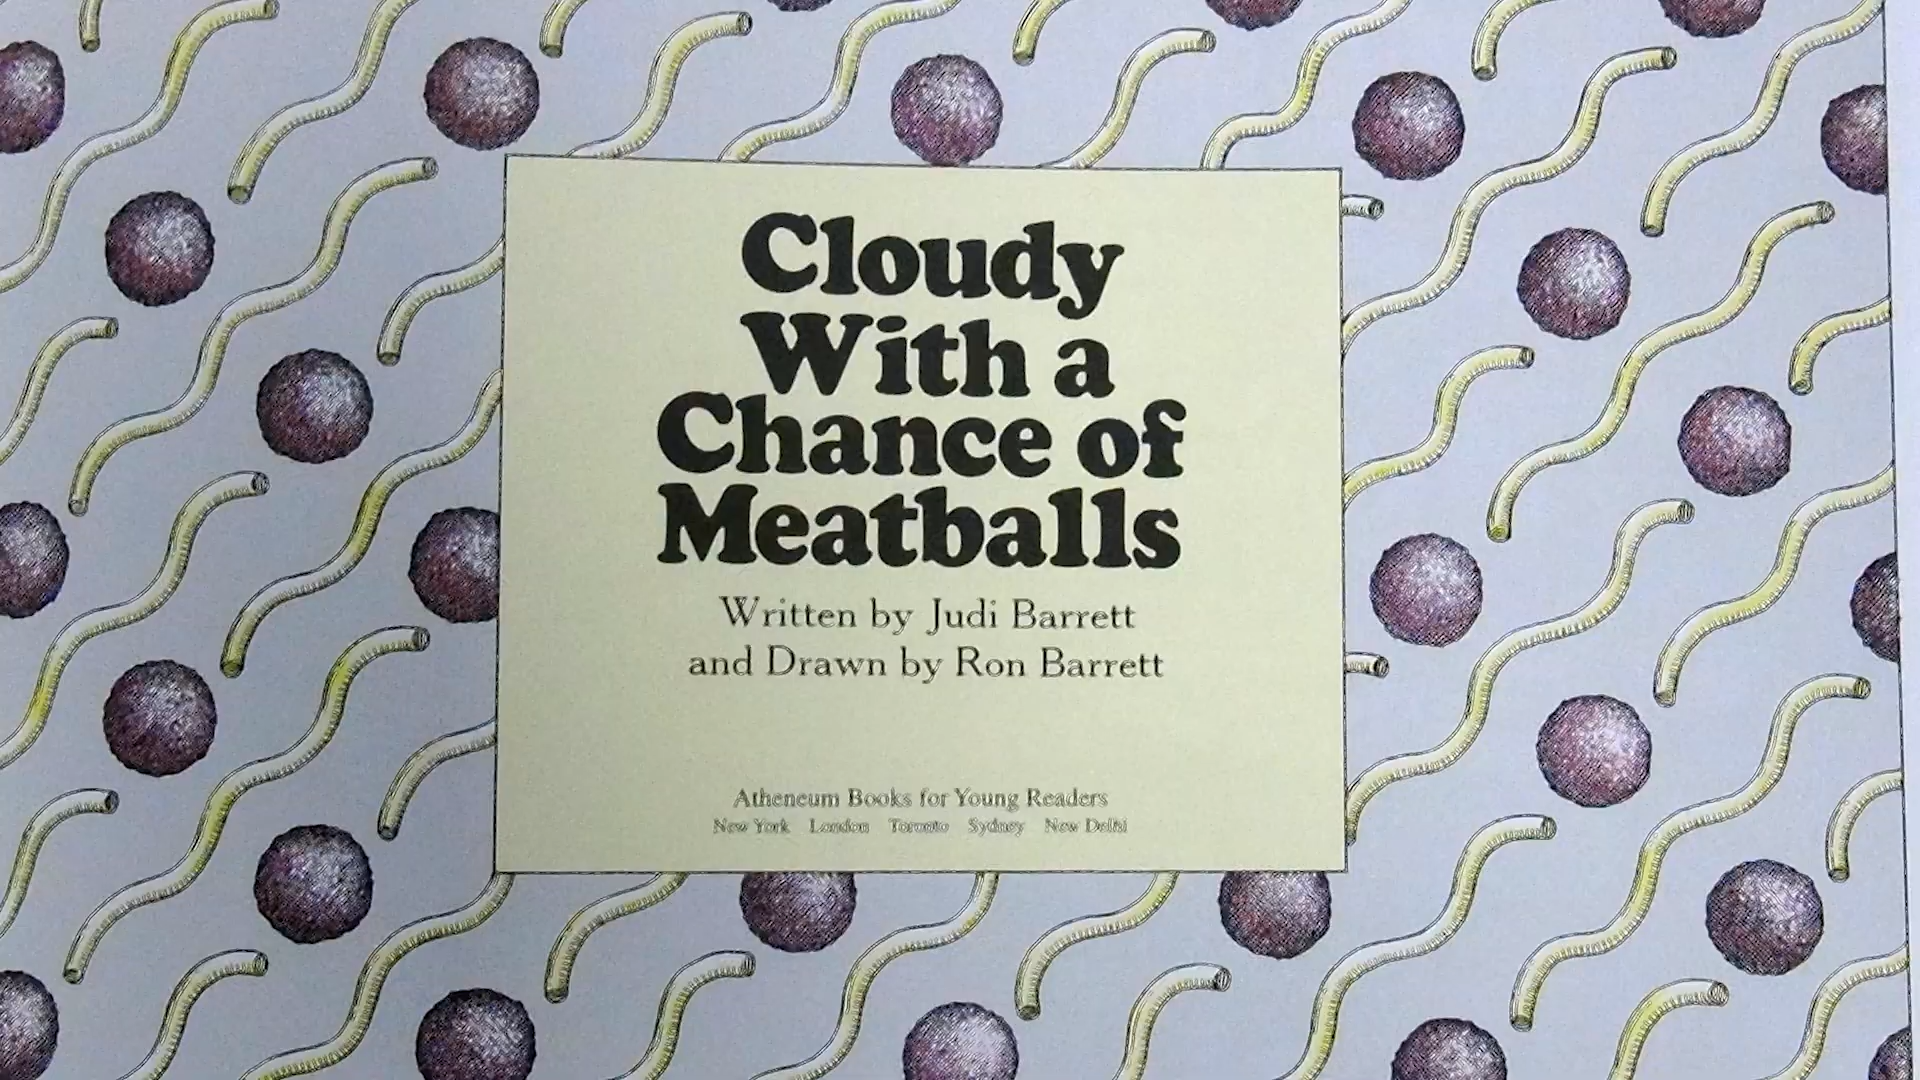 Cloudy
With a
Chance of
Meatballs
Written by Judi Barrett
and Drawn by Ron Barrett
Atheneum Books for Young Readers
New York London Toronto Sydney New Delhi